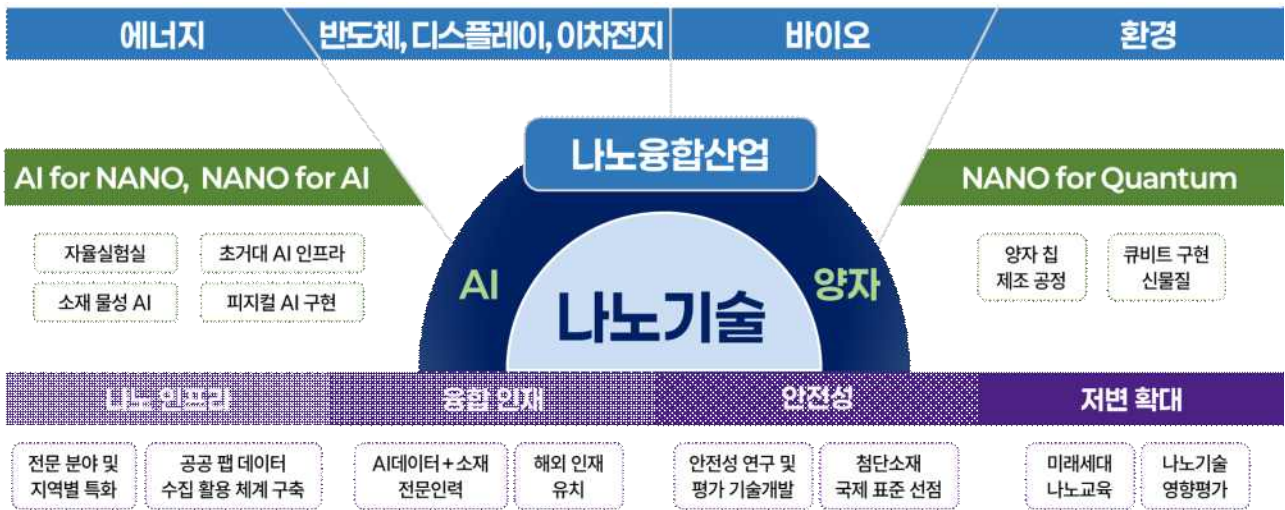 에너지
반도체, 디스플레이, 이차전지
바이오
환경
나노융합산업
AI for NANO, NANO for AI
NANO for Quantum
자율실험실
초거대 AI 인프라
소재 물성 AI
피지컬 AI 구현
양자 칩
제조 공정
큐비트 구현
신물질
AI
양자
나노기술
나노 인프라
융합 인재
안전성
저변 확대
전문 분야 및
지역별 특화
공공 팹 데이터
수집 활용 체계 구축
AI데이터+소재
전문인력
해외 인재
유치
안전성 연구 및
평가 기술개발
첨단소재
국제 표준 선점
미래세대
나노교육
나노기술
영향평가